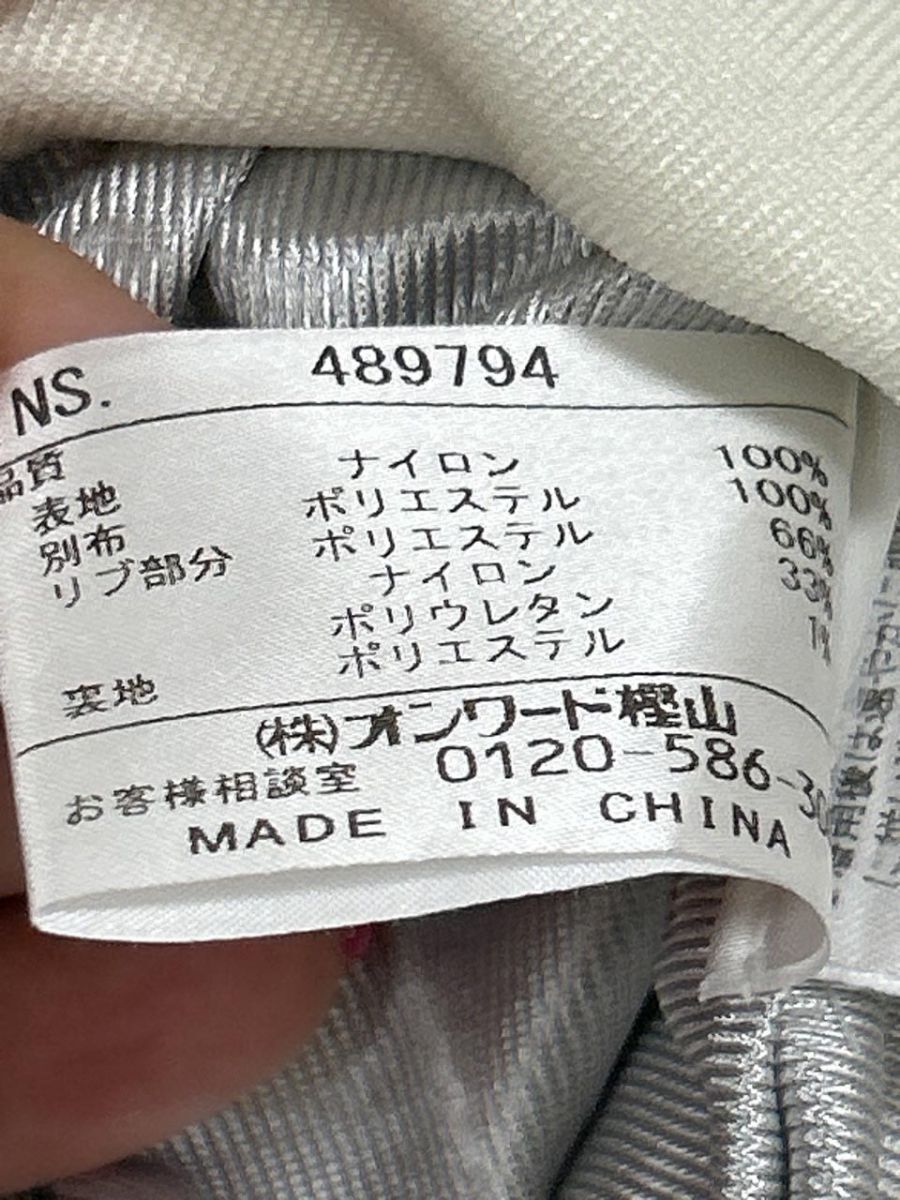 NS. 489794
品質
表地 ナイロン 100%
別布 ポリエステル 100%
リブ部分 ポリエステル 66%
ナイロン 33%
ポリウレタン 1%
裏地 ポリエステル
(株)オンワード樫山
お客様相談室 0120-586-30
MADE IN CHINA